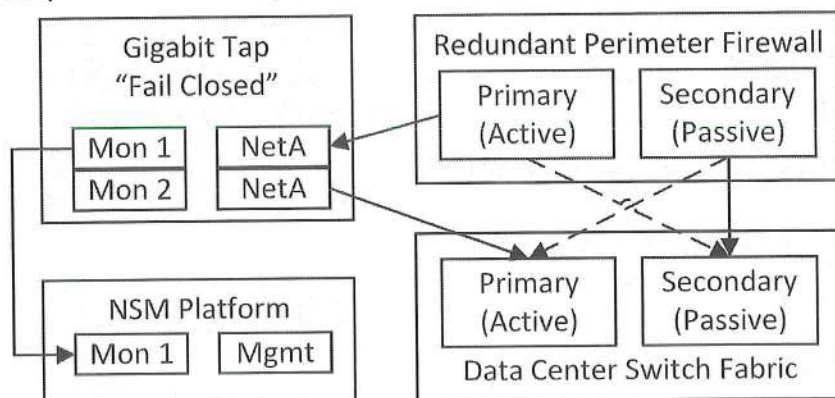 Gigabit Tap
“Fail Closed”
Mon 1
NetA
Mon 2
NetA
Redundant Perimeter Firewall
Primary
(Active)
Secondary
(Passive)
NSM Platform
Mon 1
Mgmt
Primary
(Active)
Secondary
(Passive)
Data Center Switch Fabric